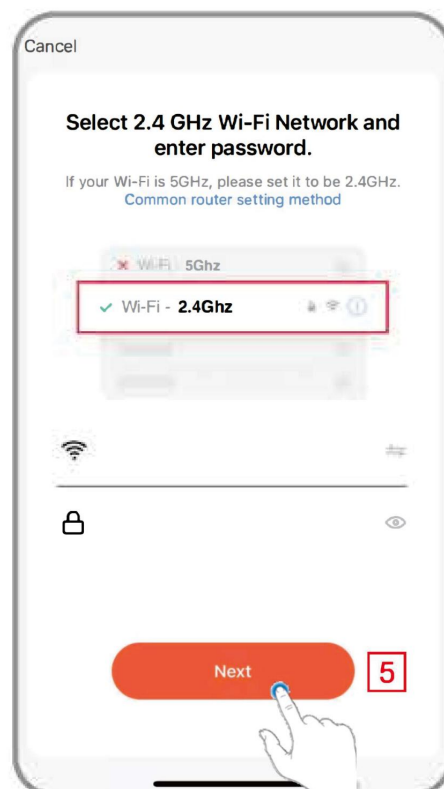 Cancel
Select 2.4 GHz Wi-Fi Network and
enter password.
If your Wi-Fi is 5GHz, please set it to be 2.4GHz.
Common router setting method
Wi-Fi - 5Ghz
Wi-Fi - 2.4Ghz
Next
5